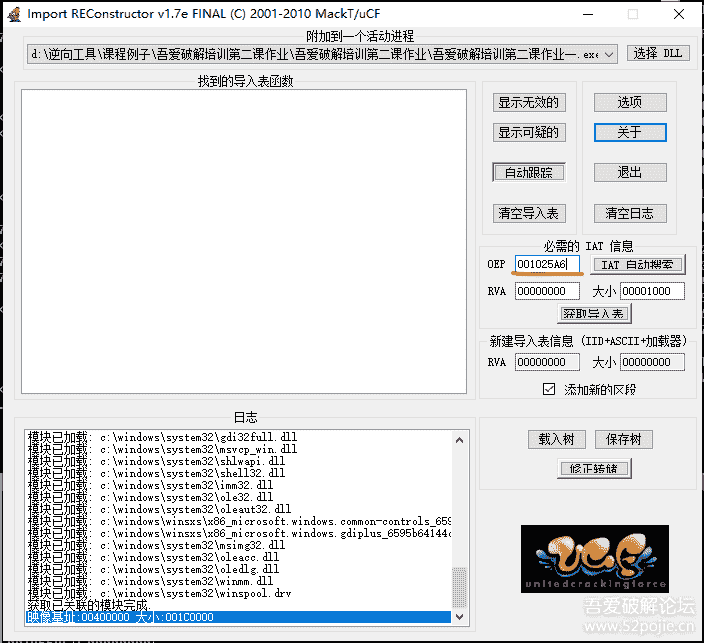 Import REConstructor v1.7e FINAL (C) 2001-2010 MackT/uCF
附加到一个活动进程
d:\逆向工具\课程例子\吾爱破解培训第二课作业\吾爱破解培训第二课作业\吾爱破解培训第二课作业一.exe
选择 DLL
找到的导入表函数
显示无效的
显示可疑的
自动跟踪
清空导入表
选项
关于
退出
清空日志
必需的 IAT 信息
OEP 001025A6 IAT 自动搜索
RVA 00000000 大小 00001000
获取导入表
新建导入表信息 (IID+ASCII+加载器)
RVA 00000000 大小 00000000
添加新的区段
日志
模块已加载: c:\windows\system32\gdi32full.dll
模块已加载: c:\windows\system32\msvcp_win.dll
模块已加载: c:\windows\system32\shlwapi.dll
模块已加载: c:\windows\system32\shell32.dll
模块已加载: c:\windows\system32\imm32.dll
模块已加载: c:\windows\system32\ole32.dll
模块已加载: c:\windows\system32\oleaut32.dll
模块已加载: c:\windows\winsxs\x86_microsoft.windows.common-controls_659
模块已加载: c:\windows\winsxs\x86_microsoft.windows.gdiplus_6595b64144c
模块已加载: c:\windows\system32\msimg32.dll
模块已加载: c:\windows\system32\oleacc.dll
模块已加载: c:\windows\system32\oledlg.dll
模块已加载: c:\windows\system32\winmm.dll
模块已加载: c:\windows\system32\winspool.drv
获取已关联的模块完成.
映像基址:00400000 大小:001C0000
载入树 保存树
修正转储
UCF
unitedcrackingforce
吾爱破解论坛
www.52pojie.cn